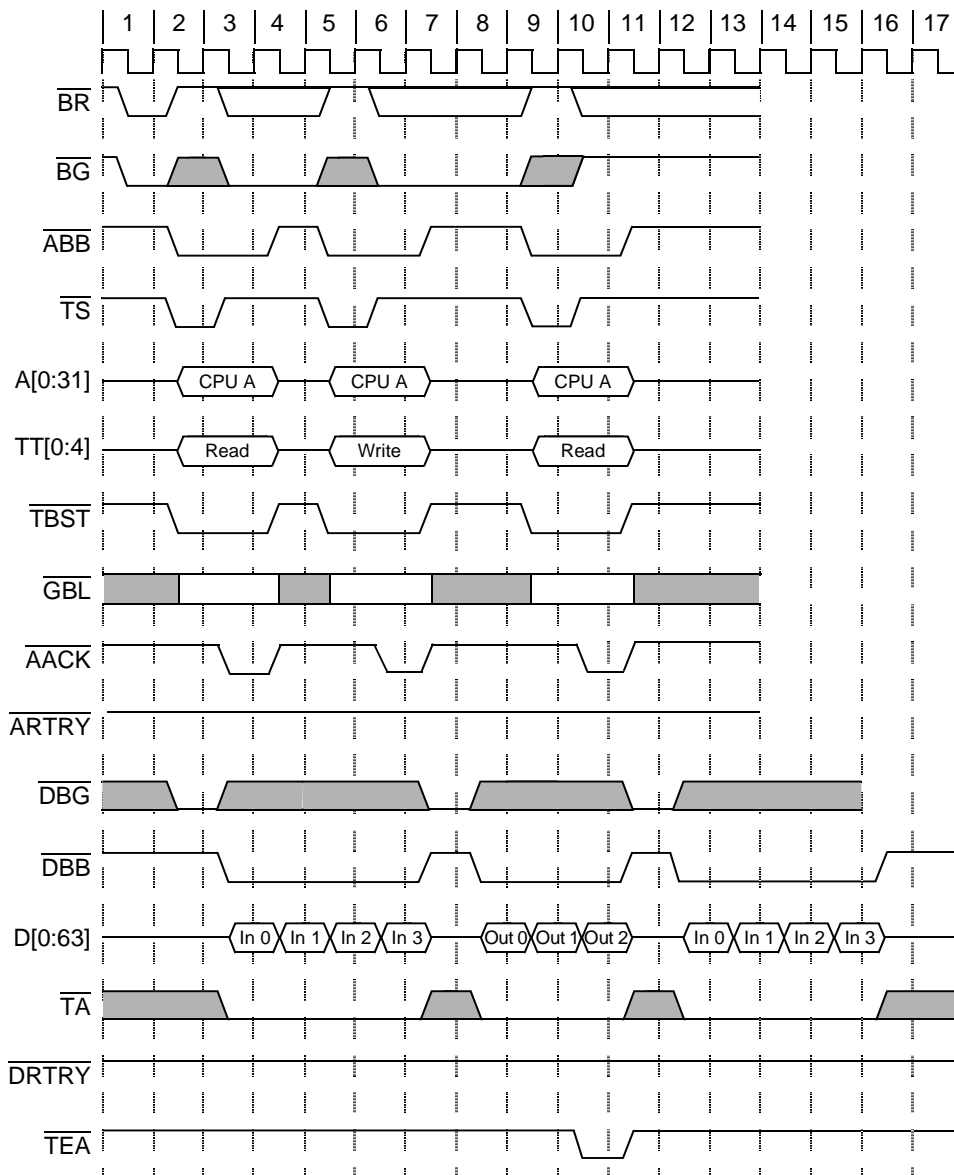 1 2 3 4 5 6 7 8 9 10 11 12 13 14 15 16 17
BR
BG
ABB
TS
A[0:31] CPU A CPU A CPU A
TT[0:4] Read Write Read
TBST
GBL
AACK
ARTRY
DBG
DBB
D[0:63] In 0 In 1 In 2 In 3 Out 0 Out 1 Out 2 In 0 In 1 In 2 In 3
TA
DRTRY
TEA